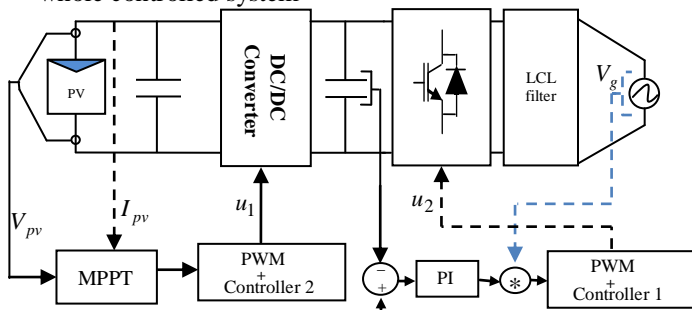 whole controlled system
PV
DC/DC
Converter
LCL
filter
V_g
V_pv
I_pv
u_1
u_2
MPPT
PWM
+
Controller 2
−
+
PI
*
PWM
+
Controller 1